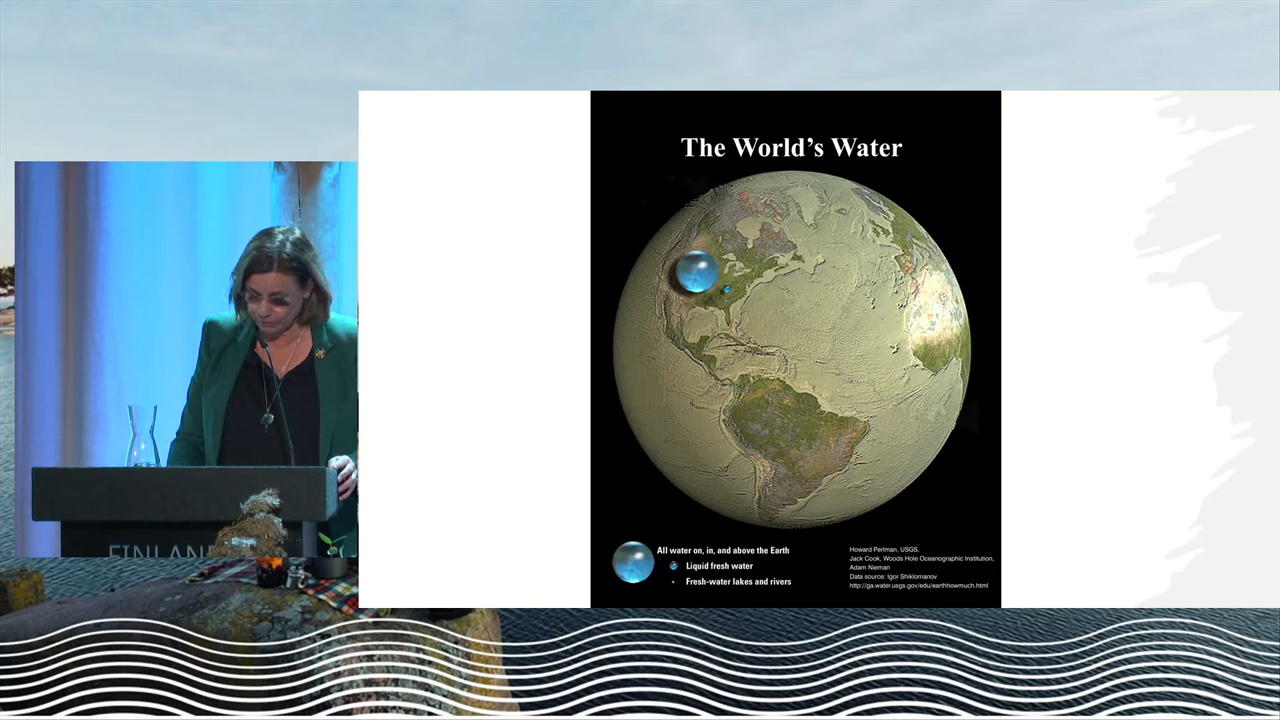 The World's Water
All water on, in, and above the Earth
Liquid fresh water
Fresh-water lakes and rivers
Howard Perlman, USGS,
Jack Cook, Woods Hole Oceanographic Institution,
Adam Nieman
Data source: Igor Shiklomanov
http://ga.water.usgs.gov/edu/earthhowmuch.html
FINLAN